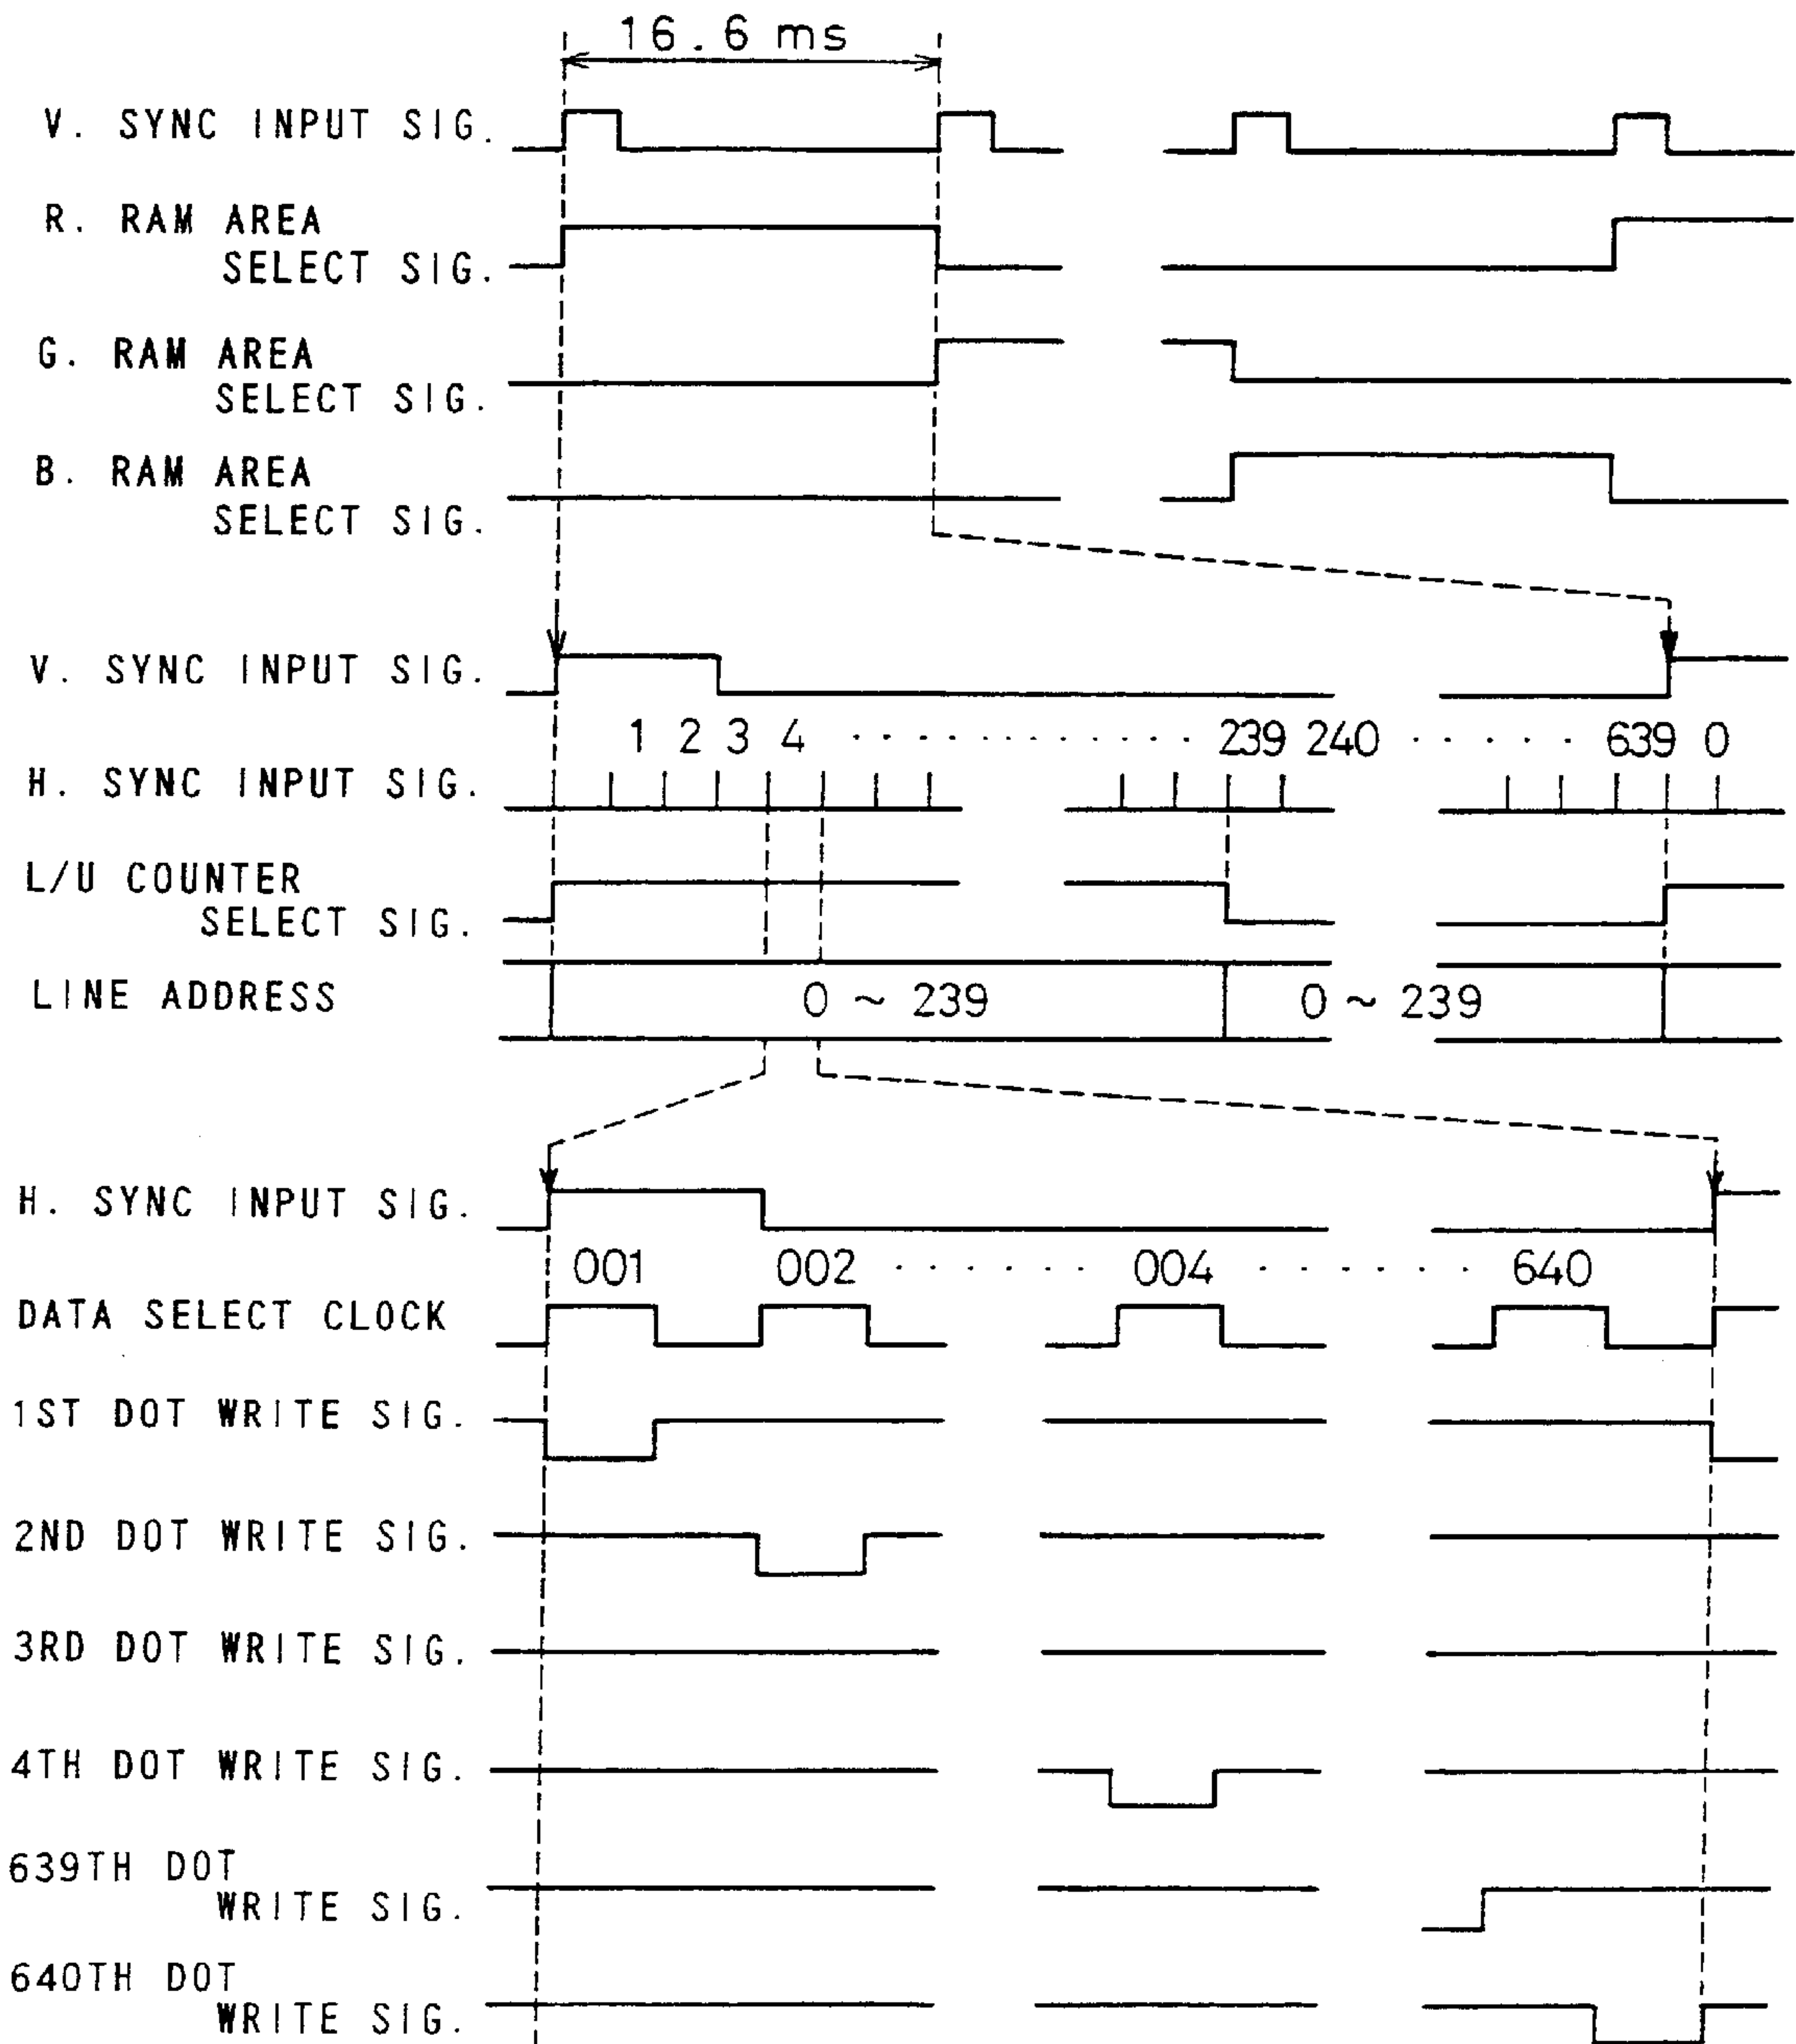 16.6 ms
V. SYNC INPUT SIG.
R. RAM AREA
SELECT SIG.
G. RAM AREA
SELECT SIG.
B. RAM AREA
SELECT SIG.
V. SYNC INPUT SIG.
1 2 3 4 . . . . . . . . . . . . . 239 240 . . . . . 639 0
H. SYNC INPUT SIG.
L/U COUNTER
SELECT SIG.
LINE ADDRESS 0 ~ 239 0 ~ 239
H. SYNC INPUT SIG.
001 002 . . . . . . . 004 . . . . . . . 640
DATA SELECT CLOCK
1ST DOT WRITE SIG.
2ND DOT WRITE SIG.
3RD DOT WRITE SIG.
4TH DOT WRITE SIG.
639TH DOT
WRITE SIG.
640TH DOT
WRITE SIG.